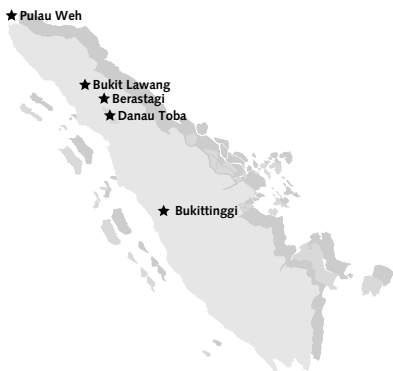 Pulau Weh
Bukit Lawang
Berastagi
Danau Toba
Bukittinggi